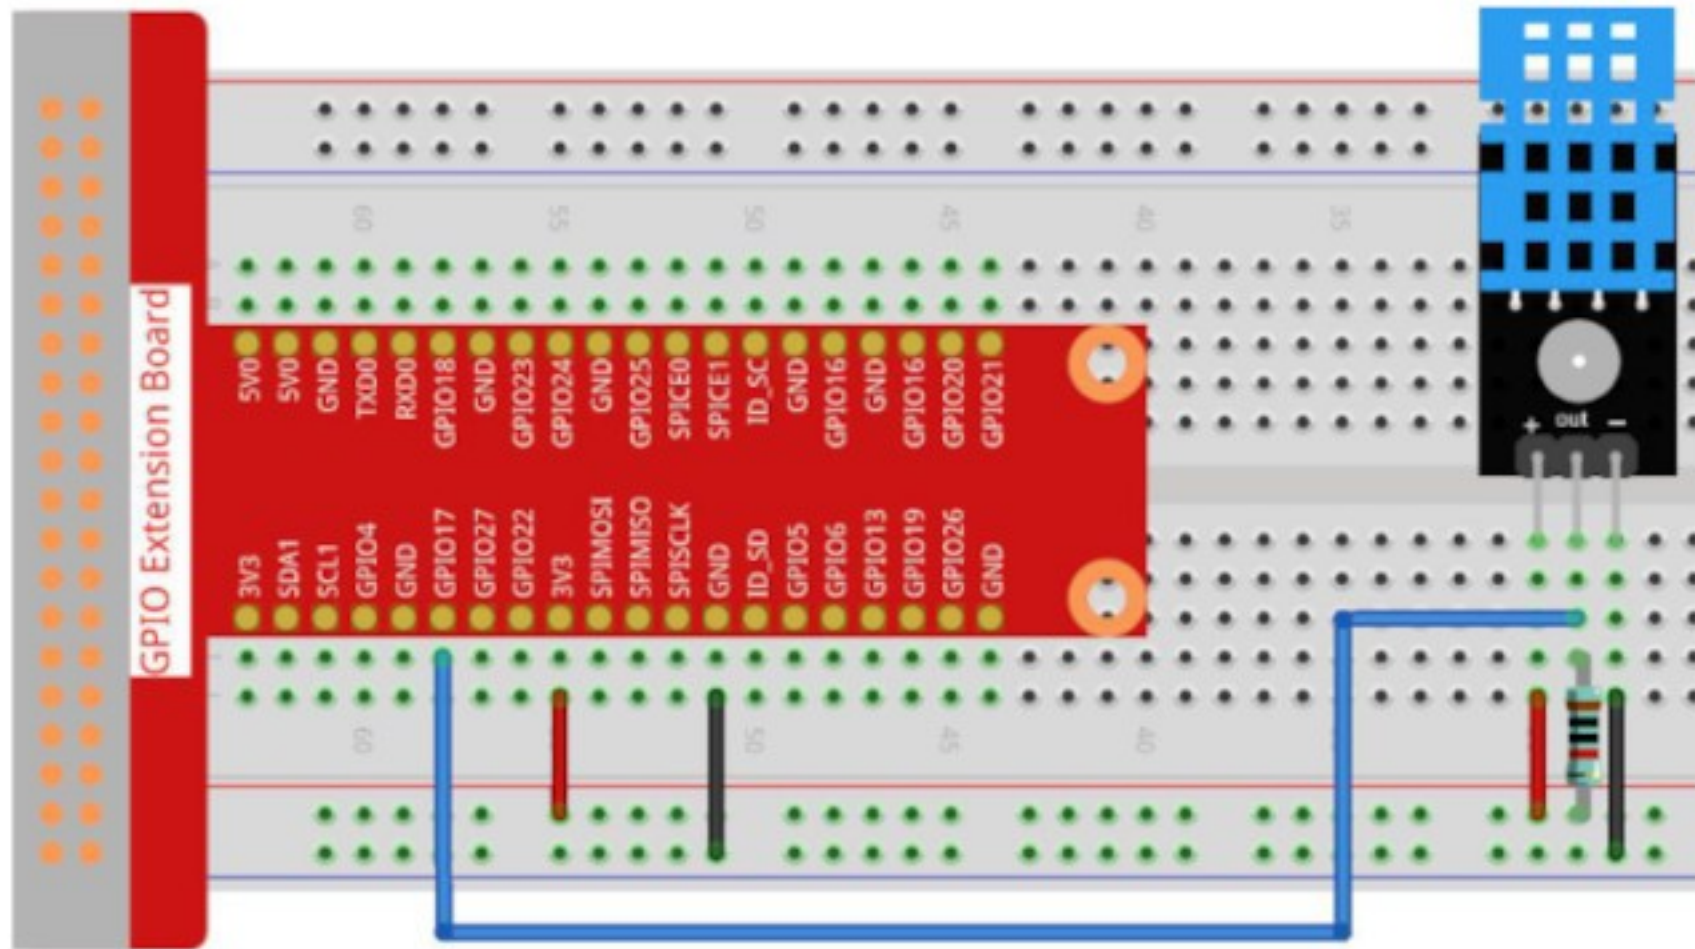 GPIO Extension Board
60 55 50 45 40 35
5V0
5V0
GND
TXD0
RXD0
GPIO18
GND
GPIO23
GPIO24
GND
GPIO25
SPICE0
SPICE1
ID_SC
GND
GPIO16
GND
GPIO16
GPIO20
GPIO21
+ out −
3V3
SDA1
SCL1
GPIO4
GND
GPIO17
GPIO27
GPIO22
3V3
SPIMOSI
SPIMISO
SPISCLK
GND
ID_SD
GPIO5
GPIO6
GPIO13
GPIO19
GPIO26
GND
60 50 45 40